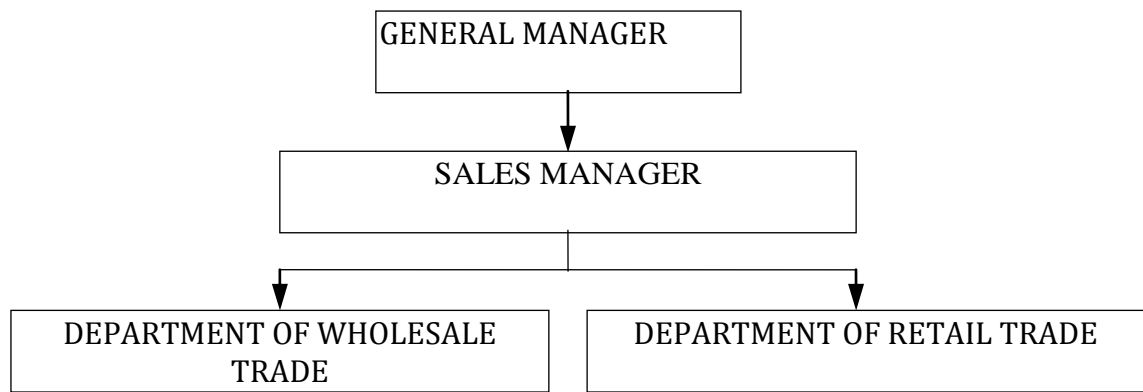 GENERAL MANAGER
SALES MANAGER
DEPARTMENT OF WHOLESALE
TRADE
DEPARTMENT OF RETAIL TRADE